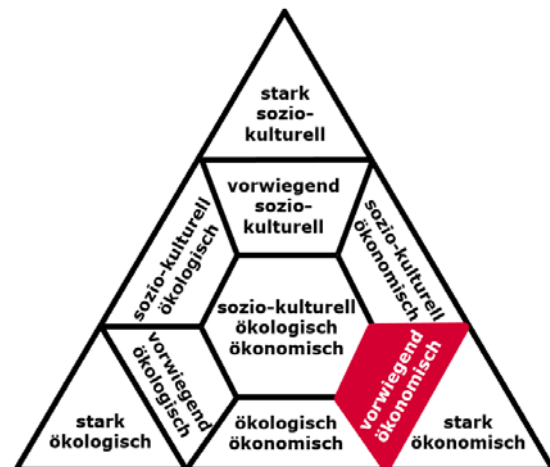 stark
sozio-
kulturell
vorwiegend
sozio-
kulturell
sozio-kulturell
ökologisch
sozio-kulturell
ökonomisch
sozio-kulturell
ökologisch
ökonomisch
vorwiegend
ökologisch
vorwiegend
ökonomisch
stark
ökologisch
ökologisch
ökonomisch
stark
ökonomisch